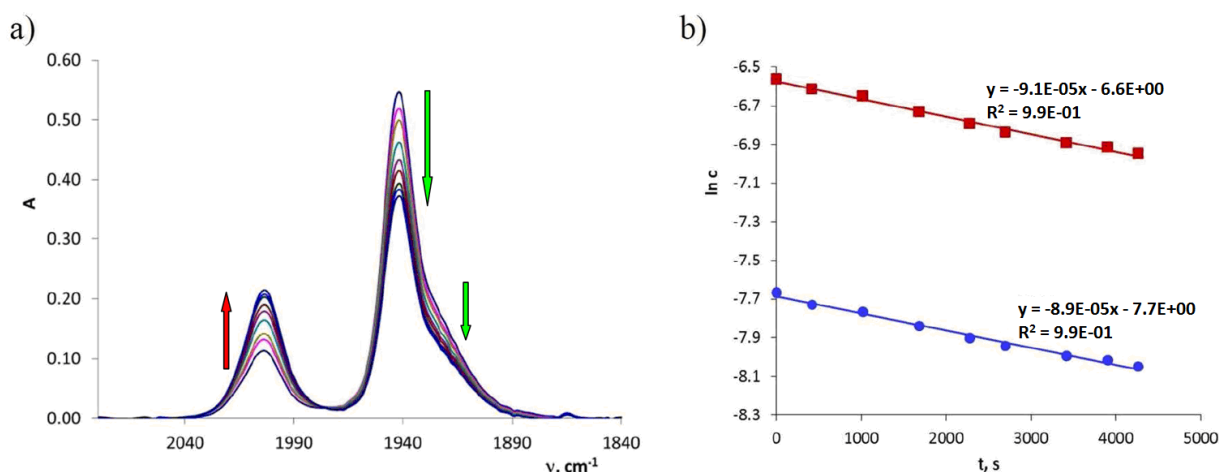 a)
0.60
0.50
0.40
A
0.30
0.20
0.10
0.00
2040
1990
1940
1890
1840
ν, cm-1
b)
-6.5
-6.7
-6.9
-7.1
ln c
-7.5
-7.7
-7.9
-8.1
-8.3
y = -9.1E-05x - 6.6E+00
R² = 9.9E-01
y = -8.9E-05x - 7.7E+00
R² = 9.9E-01
0
1000
2000
3000
4000
5000
t, s